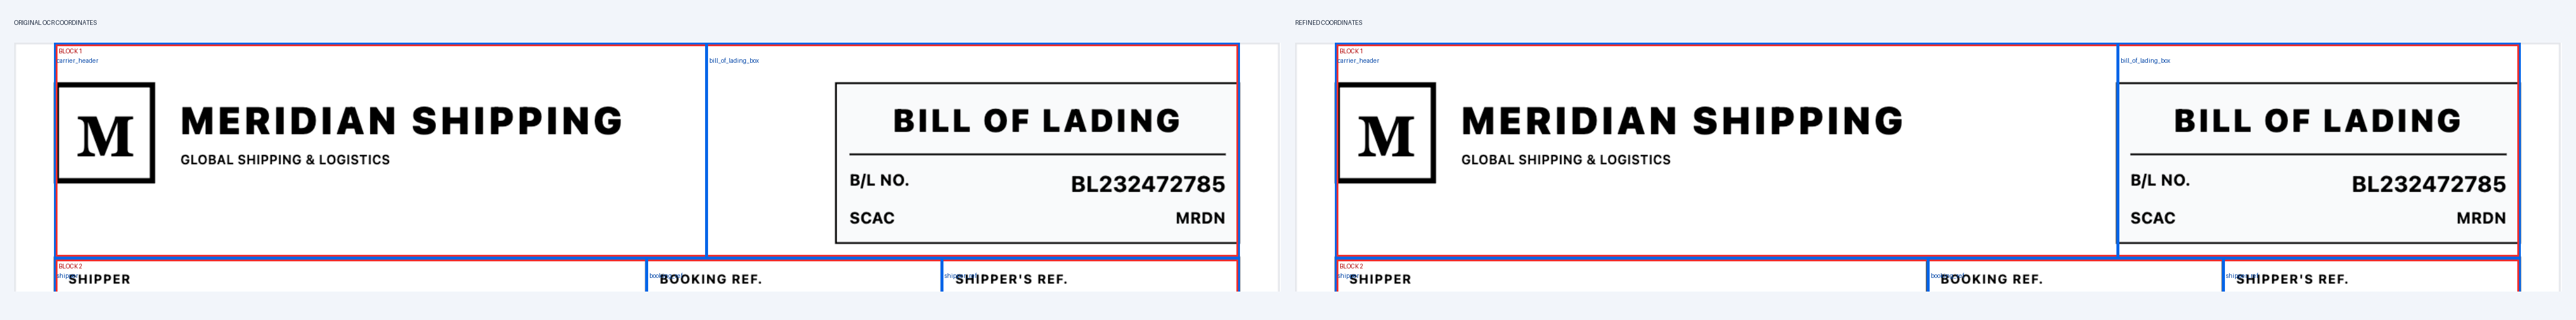 ORIGINAL OCR COORDINATES
BLOCK 1
carrier_header
bill_of_lading_box
M
MERIDIAN SHIPPING
GLOBAL SHIPPING & LOGISTICS
BILL OF LADING
B/L NO. BL232472785
SCAC MRDN
BLOCK 2
shipper
SHIPPER
BOOKING REF.
SHIPPER'S REF.
REFINED COORDINATES
BLOCK 1
carrier_header
bill_of_lading_box
M
MERIDIAN SHIPPING
GLOBAL SHIPPING & LOGISTICS
BILL OF LADING
B/L NO. BL232472785
SCAC MRDN
BLOCK 2
shipper
SHIPPER
BOOKING REF.
SHIPPER'S REF.